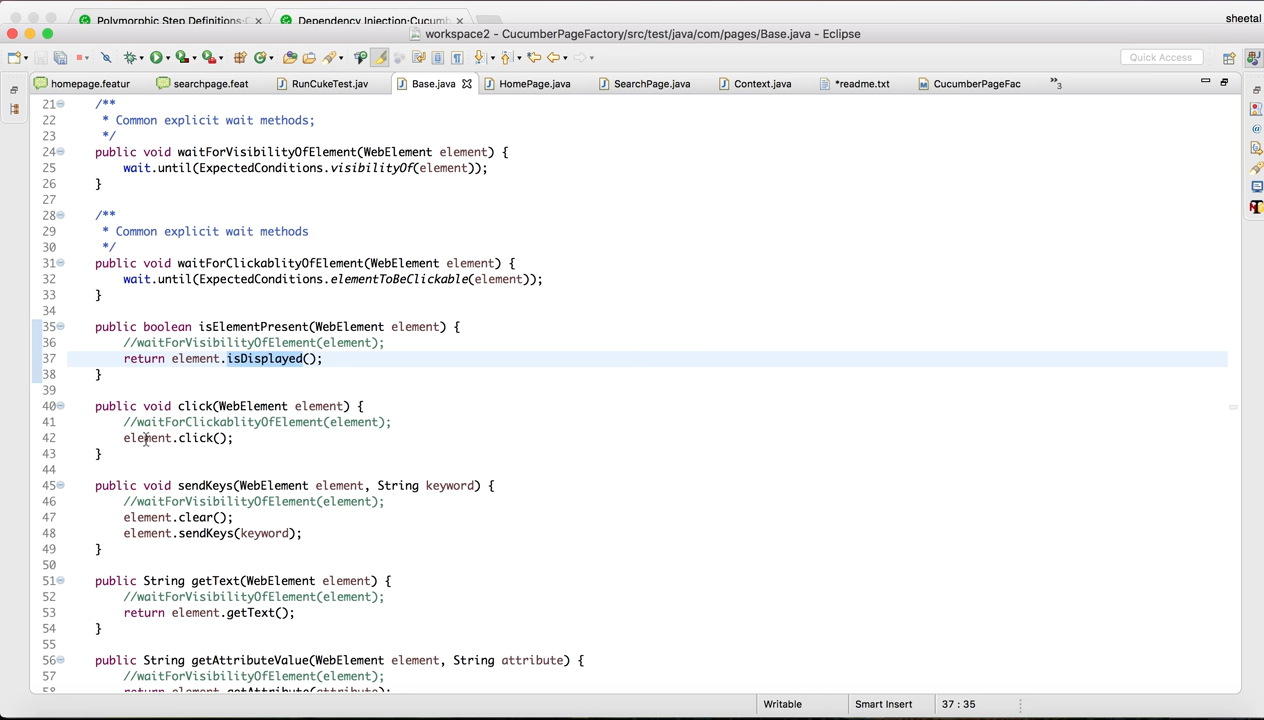 Polymorphic Step Definitions·C
Dependency Injection·Cucumb
sheetal
workspace2 - CucumberPageFactory/src/test/java/com/pages/Base.java - Eclipse
Quick Access
homepage.featur
searchpage.feat
RunCukeTest.jav
Base.java
HomePage.java
SearchPage.java
Context.java
*readme.txt
CucumberPageFac
»3
21 /**
22 * Common explicit wait methods;
23 */
24 public void waitForVisibilityOfElement(WebElement element) {
25 wait.until(ExpectedConditions.visibilityOf(element));
26 }
27
28 /**
29 * Common explicit wait methods
30 */
31 public void waitForClickablityOfElement(WebElement element) {
32 wait.until(ExpectedConditions.elementToBeClickable(element));
33 }
34
35 public boolean isElementPresent(WebElement element) {
36 //waitForVisibilityOfElement(element);
37 return element.isDisplayed();
38 }
39
40 public void click(WebElement element) {
41 //waitForClickablityOfElement(element);
42 element.click();
43 }
44
45 public void sendKeys(WebElement element, String keyword) {
46 //waitForVisibilityOfElement(element);
47 element.clear();
48 element.sendKeys(keyword);
49 }
50
51 public String getText(WebElement element) {
52 //waitForVisibilityOfElement(element);
53 return element.getText();
54 }
55
56 public String getAttributeValue(WebElement element, String attribute) {
57 //waitForVisibilityOfElement(element);
58 return element.getAttribute(attribute);
Writable
Smart Insert
37 : 35